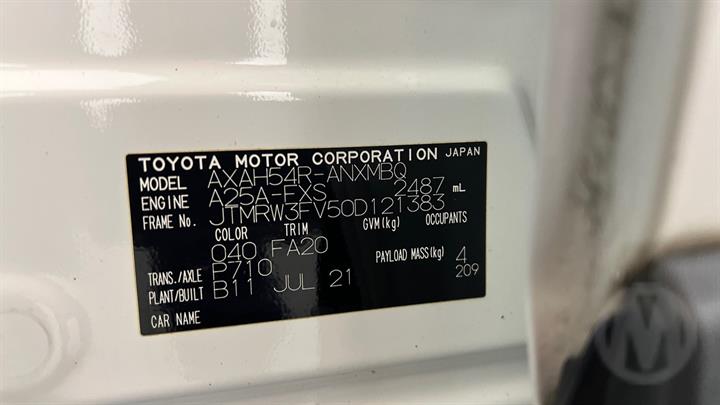 TOYOTA MOTOR CORPORATION JAPAN
MODEL AXAH54R-ANXMBQ
ENGINE A25A-FXS 2487 mL
FRAME No. JTMRW3FV50D121383
COLOR TRIM GVM(kg) OCCUPANTS
040 FA20 4
TRANS./AXLE P710 PAYLOAD MASS(kg) 209
PLANT/BUILT B11 JUL 21
CAR NAME
M